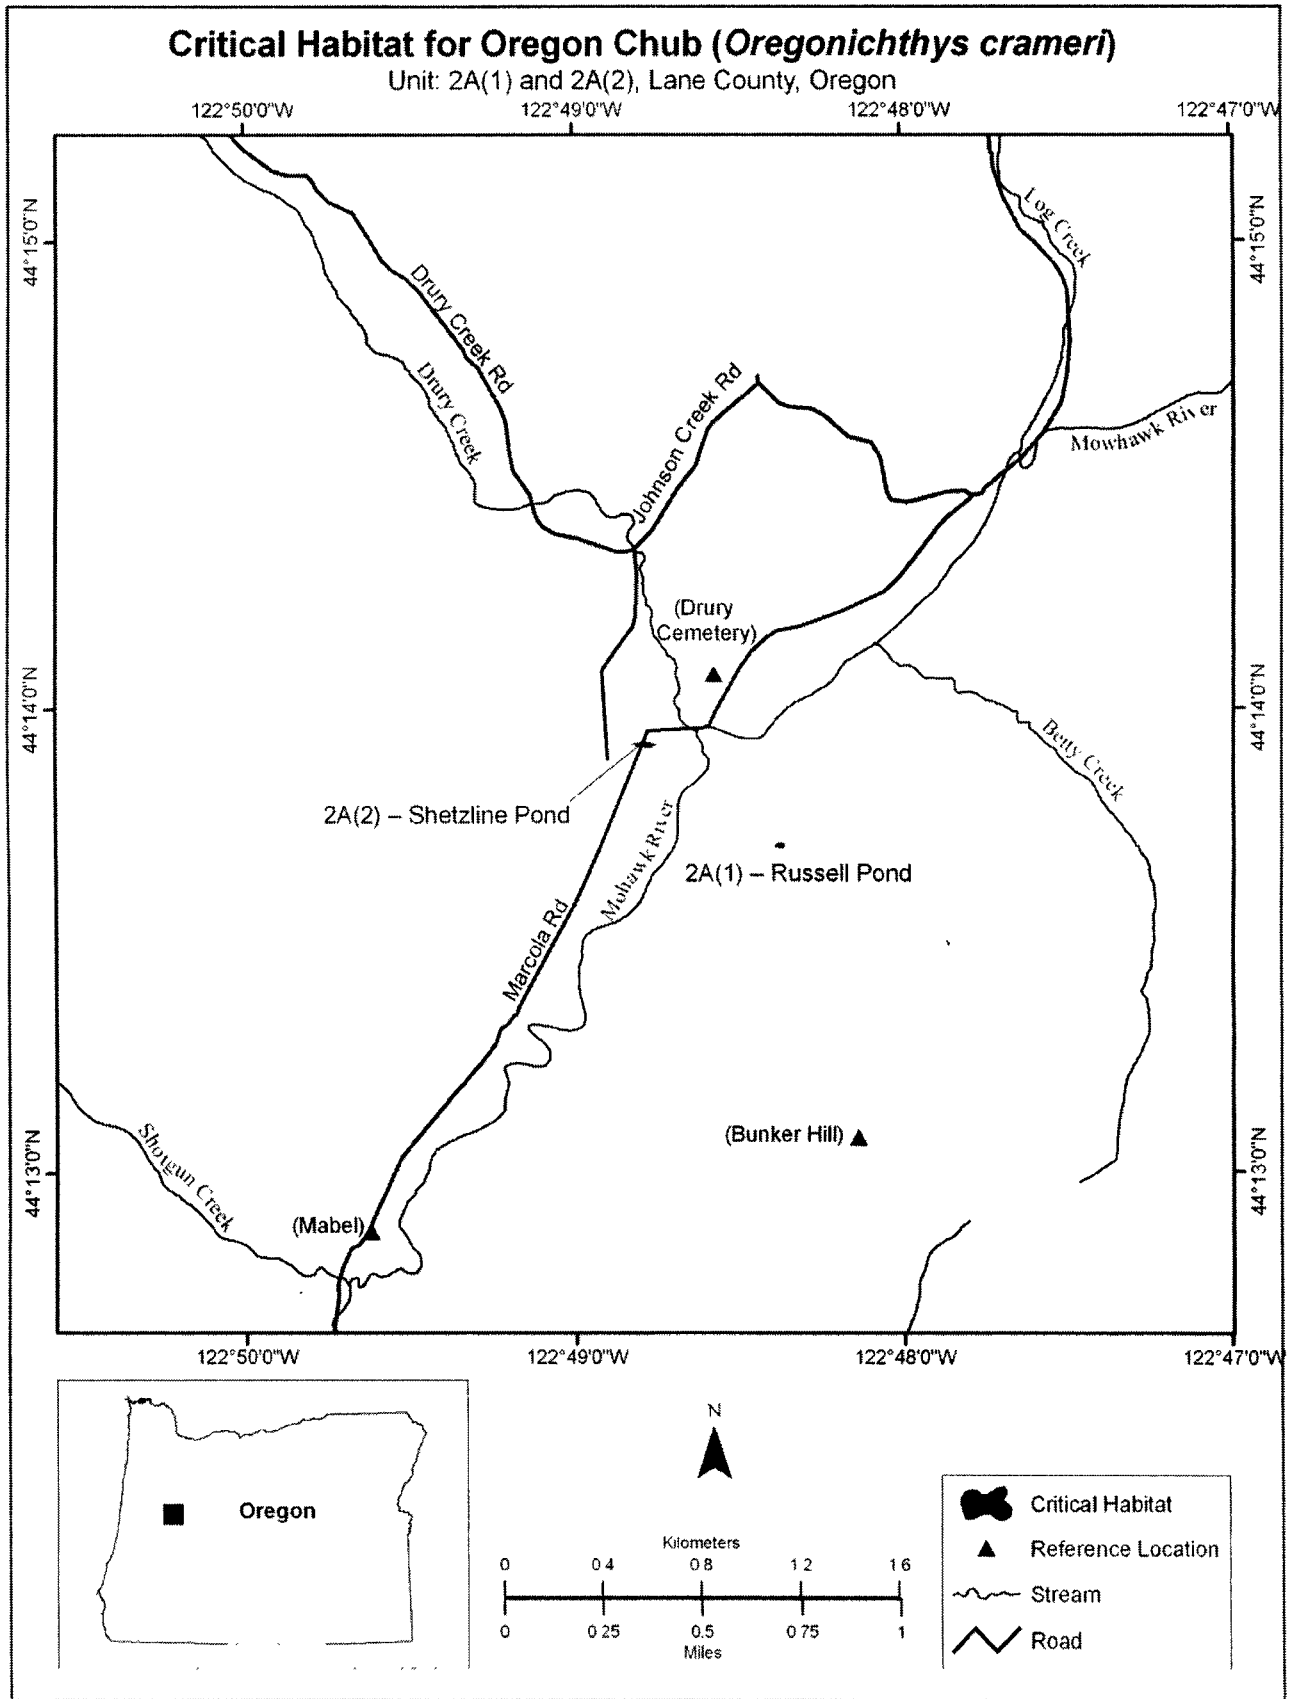 Critical Habitat for Oregon Chub (Oregonichthys crameri)
Unit: 2A(1) and 2A(2), Lane County, Oregon
122°50'0"W 122°49'0"W 122°48'0"W 122°47'0"W
44°15'0"N
44°15'0"N
Log Creek
Drury Creek Rd
Drury Creek
Johnson Creek Rd
Mowhawk River
(Drury
Cemetery)
44°14'0"N
44°14'0"N
Betty Creek
2A(2) – Shetzline Pond
Mohawk River
2A(1) – Russell Pond
Marcola Rd
(Bunker Hill)
Shotgun Creek
44°13'0"N
44°13'0"N
(Mabel)
122°50'0"W 122°49'0"W 122°48'0"W 122°47'0"W
Oregon
N
Kilometers
0 0 4 0 8 1 2 1 6
0 0 25 0.5 0 75 1
Miles
Critical Habitat
Reference Location
Stream
Road